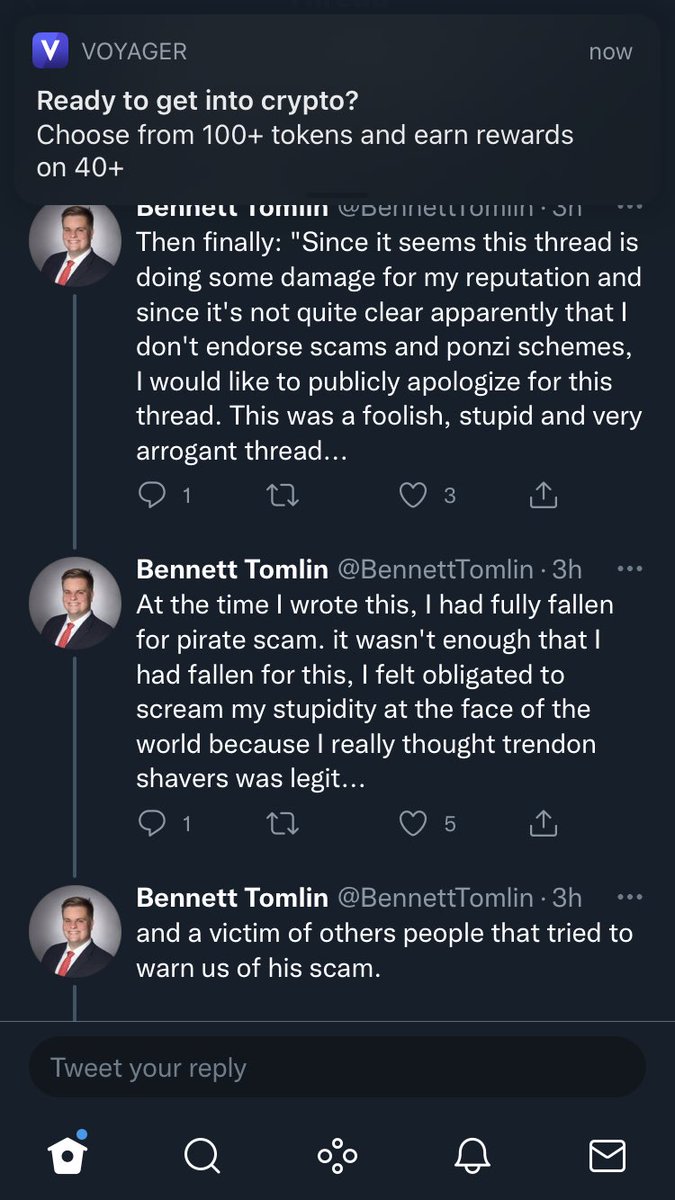 V VOYAGER now
Ready to get into crypto?
Choose from 100+ tokens and earn rewards
on 40+
Bennett Tomlin @BennettTomlin · 3h
Then finally: "Since it seems this thread is
doing some damage for my reputation and
since it's not quite clear apparently that I
don't endorse scams and ponzi schemes,
I would like to publicly apologize for this
thread. This was a foolish, stupid and very
arrogant thread...
1 3
Bennett Tomlin @BennettTomlin · 3h
At the time I wrote this, I had fully fallen
for pirate scam. it wasn't enough that I
had fallen for this, I felt obligated to
scream my stupidity at the face of the
world because I really thought trendon
shavers was legit...
1 5
Bennett Tomlin @BennettTomlin · 3h
and a victim of others people that tried to
warn us of his scam.
Tweet your reply